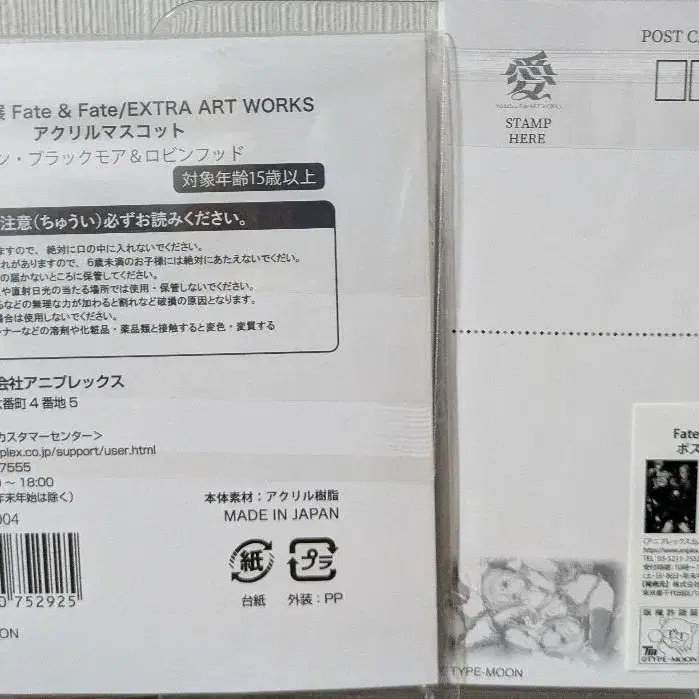 展 Fate & Fate/EXTRA ART WORKS
アクリルマスコット
ン・ブラックモア＆ロビンフッド
対象年齢15歳以上
注意(ちゅうい)必ずお読みください。
ますので、絶対に口の中に入れないでください。
れがありますので、6歳未満のお子様には絶対にあたえないでください。
の届かないところに保管してください。
や直射日光の当たる場所では使用・保管しないでください。
るなどの無理な力が加わると割れなど破損の原因となります。
場合は使用しないでください。
ナーなどの溶剤や化粧品・薬品類と接触すると変色・変質する
会社アニプレックス
番町4番地5
カスタマーセンター＞
plex.co.jp/support/user.html
7555
～18:00
年末年始は除く)
004
本体素材：アクリル樹脂
MADE IN JAPAN
紙
プラ
台紙
外装：PP
0 752925
OON
POST CA
愛
STAMP
HERE
Fate
ポス
©TYPE-MOON
©TYPE-MOON